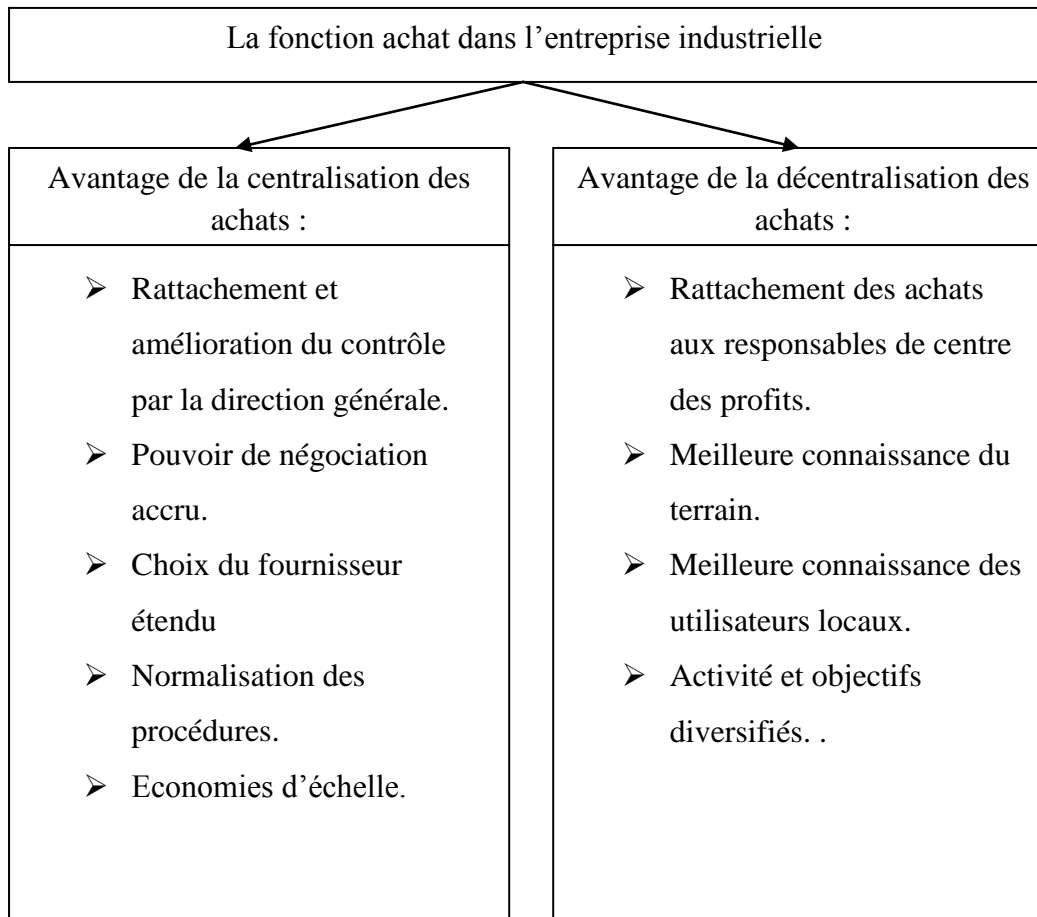 La fonction achat dans l’entreprise industrielle
Avantage de la centralisation des
achats :
➢ Rattachement et
amélioration du contrôle
par la direction générale.
➢ Pouvoir de négociation
accru.
➢ Choix du fournisseur
étendu
➢ Normalisation des
procédures.
➢ Economies d’échelle.
Avantage de la décentralisation des
achats :
➢ Rattachement des achats
aux responsables de centre
des profits.
➢ Meilleure connaissance du
terrain.
➢ Meilleure connaissance des
utilisateurs locaux.
➢ Activité et objectifs
diversifiés. .